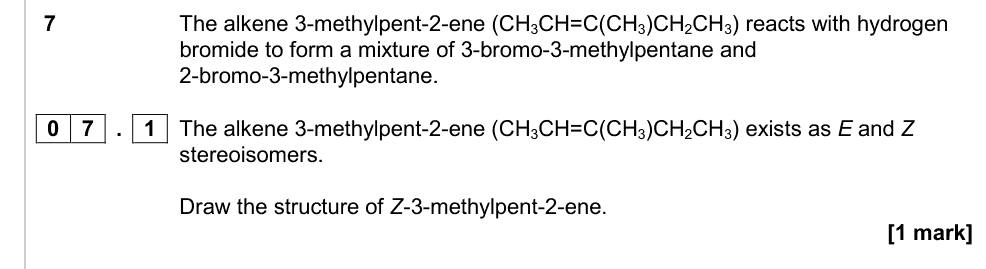 7 The alkene 3-methylpent-2-ene (CH₃CH=C(CH₃)CH₂CH₃) reacts with hydrogen
bromide to form a mixture of 3-bromo-3-methylpentane and
2-bromo-3-methylpentane.
0 7 . 1 The alkene 3-methylpent-2-ene (CH₃CH=C(CH₃)CH₂CH₃) exists as E and Z
stereoisomers.
Draw the structure of Z-3-methylpent-2-ene.
[1 mark]